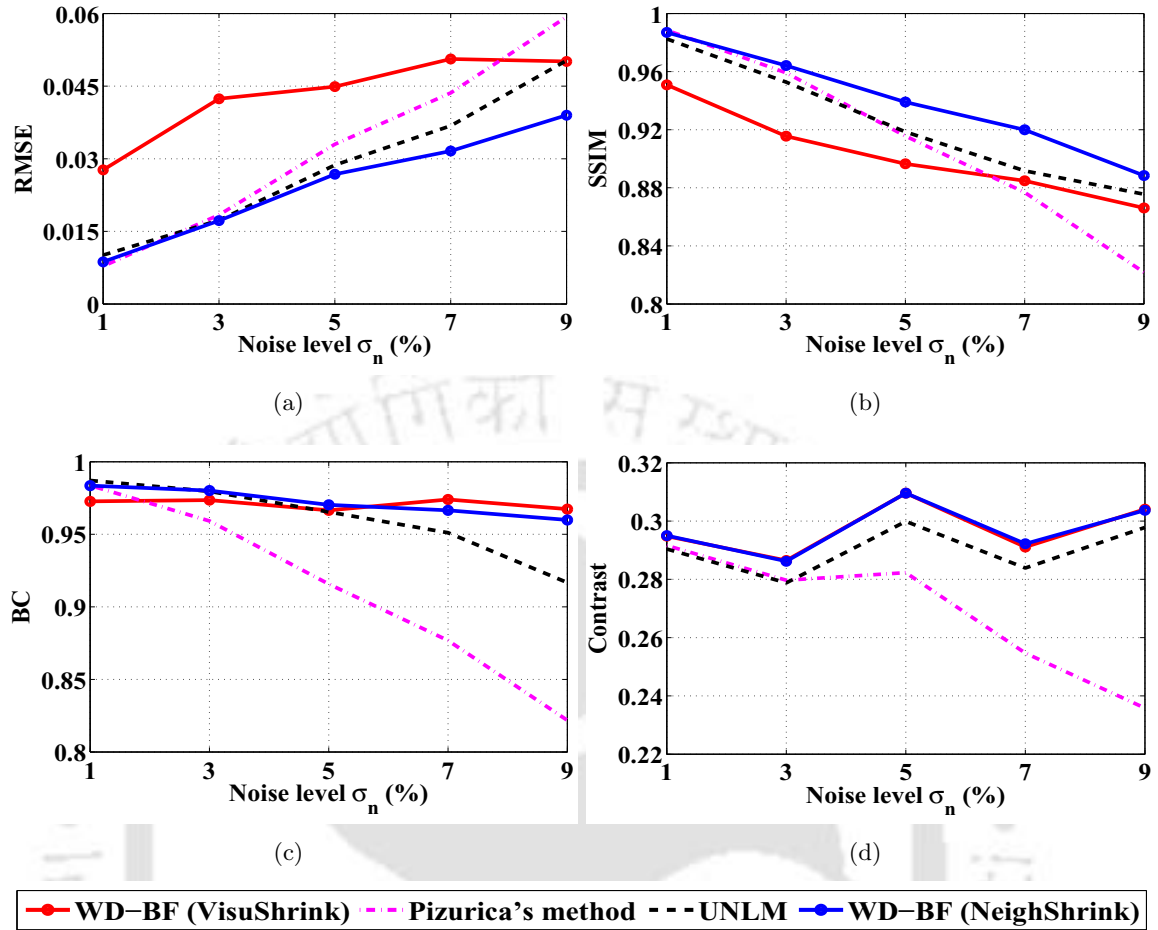 0.06
0.045
0.03
0.015
0
RMSE
1 3 5 7 9
Noise level σn (%)
(a)
1
0.96
0.92
0.88
0.84
0.8
SSIM
1 3 5 7 9
Noise level σn (%)
(b)
1
0.95
0.9
0.85
0.8
BC
1 3 5 7 9
Noise level σn (%)
(c)
0.32
0.3
0.28
0.26
0.24
0.22
Contrast
1 3 5 7 9
Noise level σn (%)
(d)
WD−BF (VisuShrink) Pizurica's method UNLM WD−BF (NeighShrink)